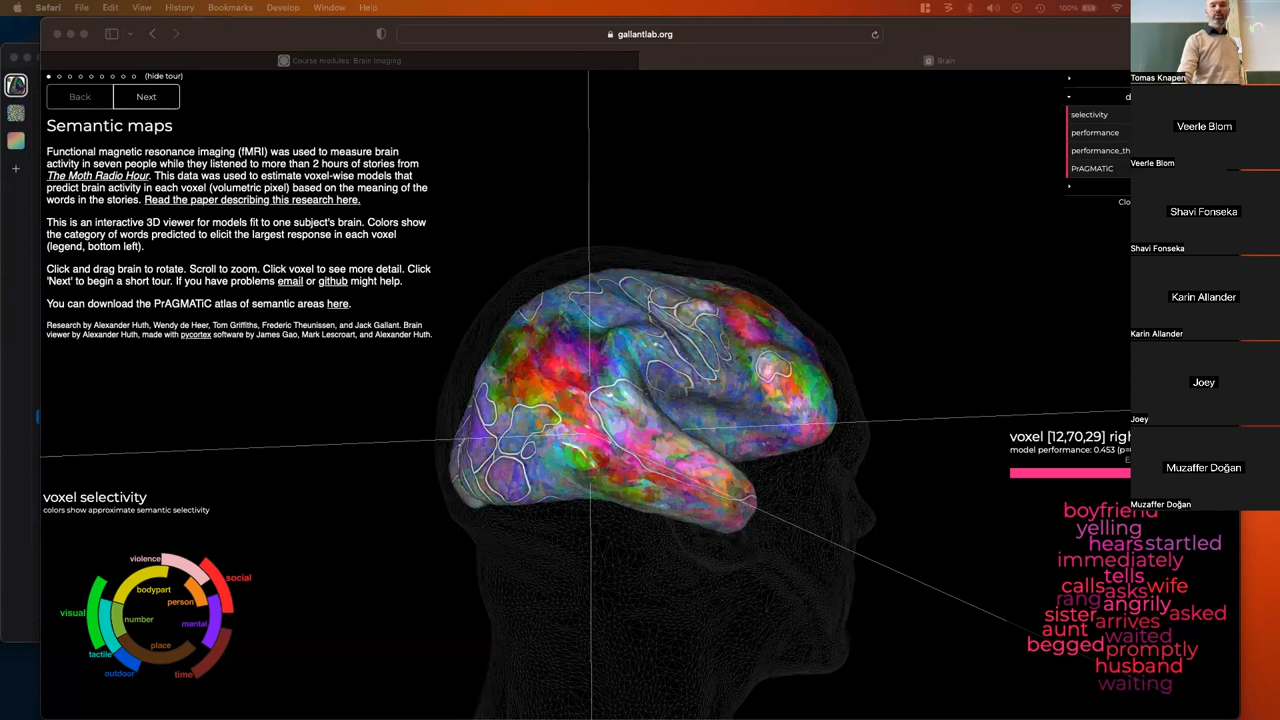 Safari File Edit View History Bookmarks Develop Window Help
100%
gallantlab.org
Course modules: Brain Imaging
Brain
(hide tour)
Back
Next
Semantic maps
Functional magnetic resonance imaging (fMRI) was used to measure brain
activity in seven people while they listened to more than 2 hours of stories from
The Moth Radio Hour. This data was used to estimate voxel-wise models that
predict brain activity in each voxel (volumetric pixel) based on the meaning of the
words in the stories. Read the paper describing this research here.
This is an interactive 3D viewer for models fit to one subject's brain. Colors show
the category of words predicted to elicit the largest response in each voxel
(legend, bottom left).
Click and drag brain to rotate. Scroll to zoom. Click voxel to see more detail. Click
'Next' to begin a short tour. If you have problems email or github might help.
You can download the PrAGMATiC atlas of semantic areas here.
Research by Alexander Huth, Wendy de Heer, Tom Griffiths, Frederic Theunissen, and Jack Gallant. Brain
viewer by Alexander Huth, made with pycortex software by James Gao, Mark Lescroart, and Alexander Huth.
voxel selectivity
colors show approximate semantic selectivity
violence
social
bodypart
person
visual
number
mental
place
tactile
outdoor
time
d
selectivity
performance
performance_th
PrAGMATiC
Clo
voxel [12,70,29] righ
model performance: 0.453 (p=
E
boyfriend
yelling
hears startled
immediately
tells
calls asks wife
rang angrily
sister asked
arrives
aunt waited
begged promptly
husband
waiting
Tomas Knapen
Veerle Blom
Veerle Blom
Shavi Fonseka
Shavi Fonseka
Karin Allander
Karin Allander
Joey
Joey
Muzaffer Doğan
Muzaffer Doğan